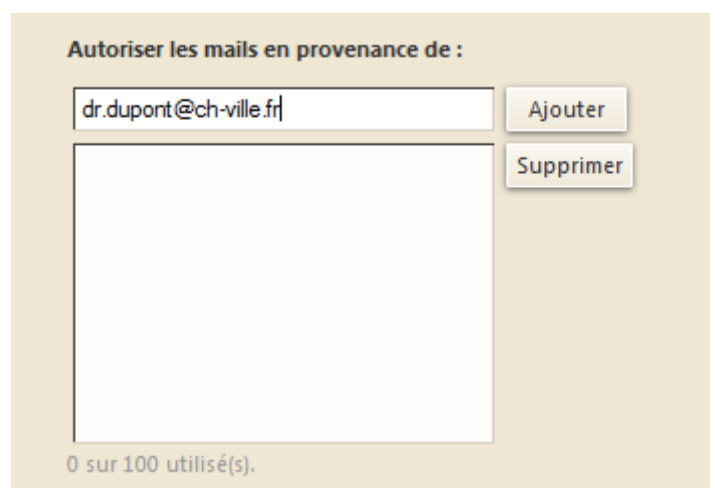 Autoriser les mails en provenance de :
dr.dupont@ch-ville.fr
Ajouter
Supprimer
0 sur 100 utilisé(s).